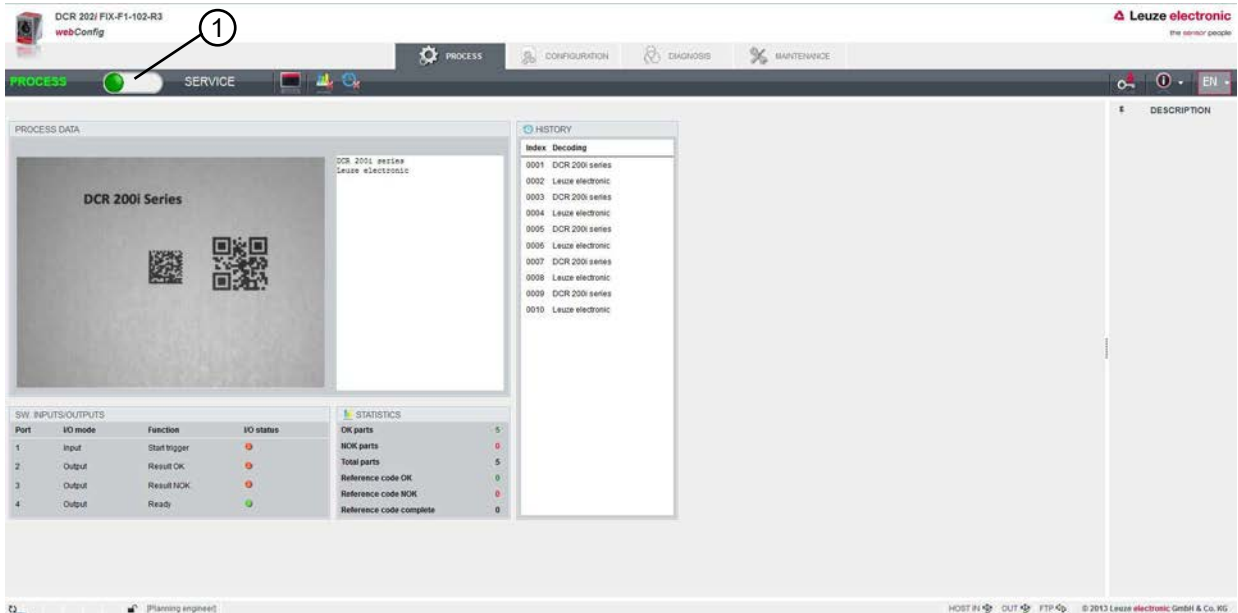 DCR 202i FIX-F1-102-R3
webConfig
1
Leuze electronic
the sensor people
PROCESS
CONFIGURATION
DIAGNOSIS
MAINTENANCE
PROCESS SERVICE
EN
DESCRIPTION
PROCESS DATA
DCR 200i Series
DCR 200i series
Leuze electronic
HISTORY
Index Decoding
0001 DCR 200i series
0002 Leuze electronic
0003 DCR 200i series
0004 Leuze electronic
0005 DCR 200i series
0006 Leuze electronic
0007 DCR 200i series
0008 Leuze electronic
0009 DCR 200i series
0010 Leuze electronic
SW. INPUTS/OUTPUTS
Port I/O mode Function I/O status
1 Input Start trigger
2 Output Result OK
3 Output Result NOK
4 Output Ready
STATISTICS
OK parts 5
NOK parts 0
Total parts 5
Reference code OK 0
Reference code NOK 0
Reference code complete 0
[Planning engineer]
HOST IN OUT FTP © 2013 Leuze electronic GmbH & Co. KG